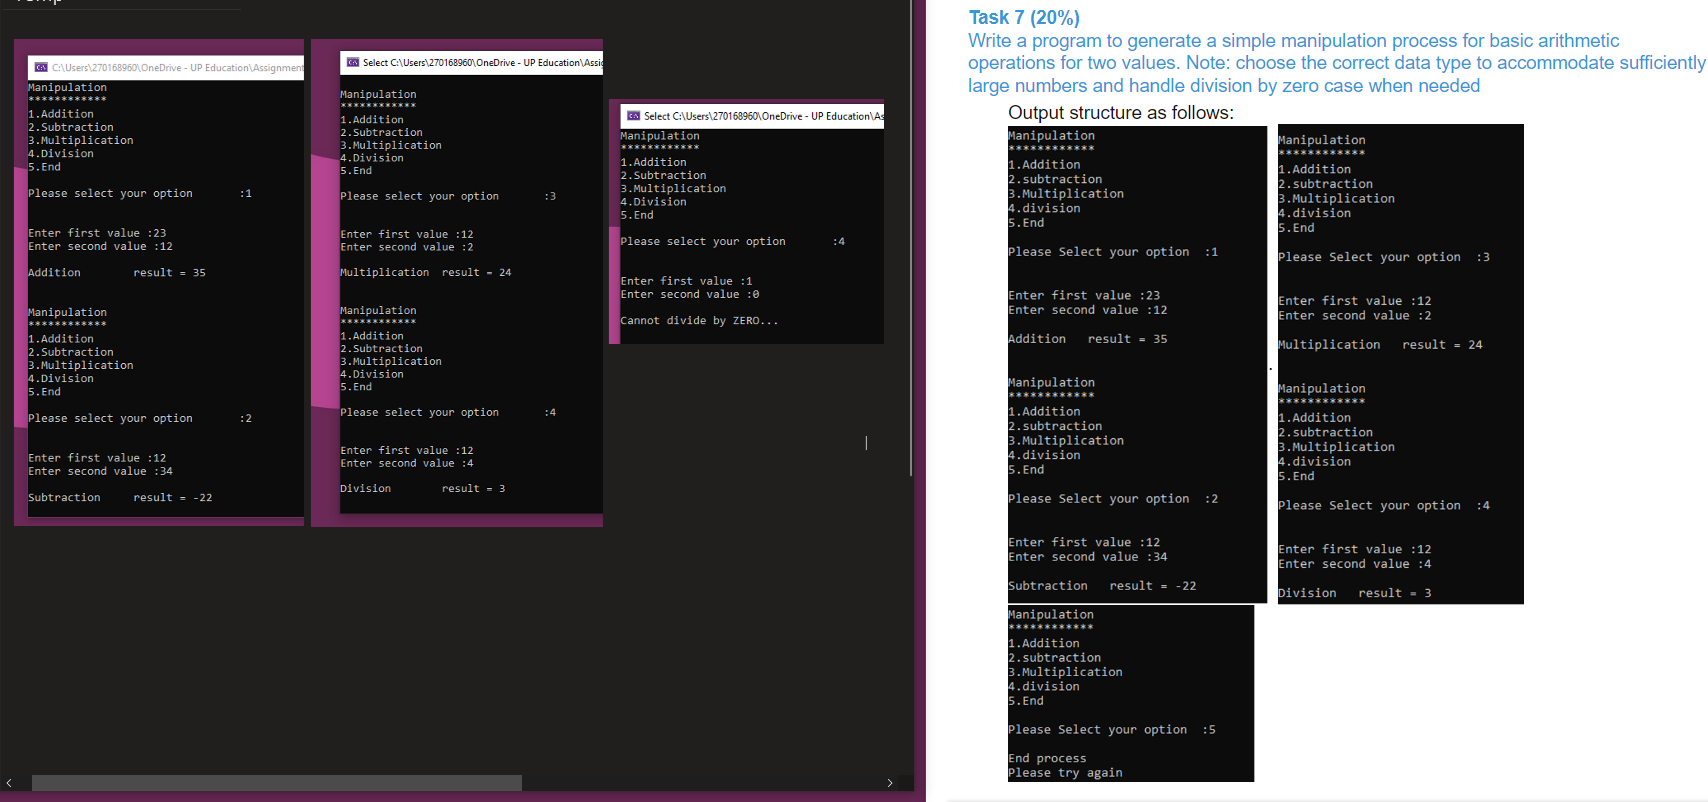 C:\Users\270168960\OneDrive - UP Education\Assignment
Manipulation
************
1.Addition
2.Subtraction
3.Multiplication
4.Division
5.End
Please select your option :1
Enter first value :23
Enter second value :12
Addition result = 35
Manipulation
************
1.Addition
2.Subtraction
3.Multiplication
4.Division
5.End
Please select your option :2
Enter first value :12
Enter second value :34
Subtraction result = -22
Select C:\Users\270168960\OneDrive - UP Education\Assig
Manipulation
************
1.Addition
2.Subtraction
3.Multiplication
4.Division
5.End
Please select your option :3
Enter first value :12
Enter second value :2
Multiplication result = 24
Manipulation
************
1.Addition
2.Subtraction
3.Multiplication
4.Division
5.End
Please select your option :4
Enter first value :12
Enter second value :4
Division result = 3
Select C:\Users\270168960\OneDrive - UP Education\As
Manipulation
************
1.Addition
2.Subtraction
3.Multiplication
4.Division
5.End
Please select your option :4
Enter first value :1
Enter second value :0
Cannot divide by ZERO...
Task 7 (20%)
Write a program to generate a simple manipulation process for basic arithmetic
operations for two values. Note: choose the correct data type to accommodate sufficiently
large numbers and handle division by zero case when needed
Output structure as follows:
Manipulation
************
1.Addition
2.subtraction
3.Multiplication
4.division
5.End
Please Select your option :1
Enter first value :23
Enter second value :12
Addition result = 35
Manipulation
************
1.Addition
2.subtraction
3.Multiplication
4.division
5.End
Please Select your option :2
Enter first value :12
Enter second value :34
Subtraction result = -22
Manipulation
************
1.Addition
2.subtraction
3.Multiplication
4.division
5.End
Please Select your option :3
Enter first value :12
Enter second value :2
Multiplication result = 24
Manipulation
************
1.Addition
2.subtraction
3.Multiplication
4.division
5.End
Please Select your option :4
Enter first value :12
Enter second value :4
Division result = 3
Manipulation
************
1.Addition
2.subtraction
3.Multiplication
4.division
5.End
Please Select your option :5
End process
Please try again